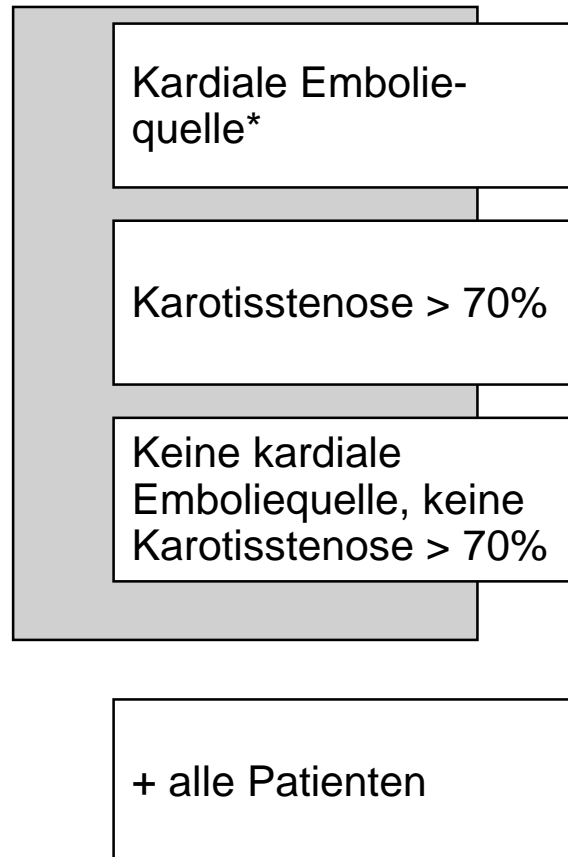 Kardiale Embolie-
quelle*
Karotisstenose > 70%
Keine kardiale
Emboliequelle, keine
Karotisstenose > 70%
+ alle Patienten